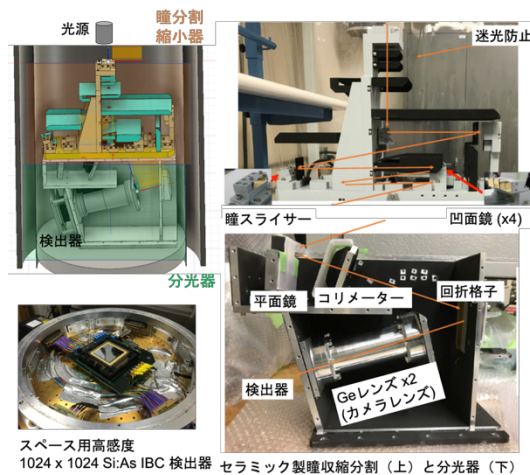 光源
瞳分割
縮小器
検出器
分光器
迷光防止
瞳スライサー
凹面鏡 (x4)
平面鏡
コリメーター
回折格子
検出器
Geレンズ x2
(カメラレンズ)
スペース用高感度
1024 x 1024 Si:As IBC 検出器
セラミック製瞳収縮分割（上）と分光器（下）